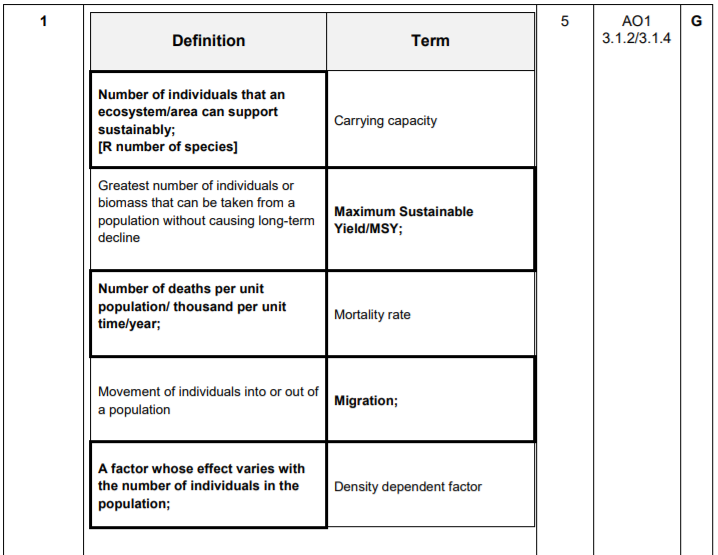 1
Definition
Term
5
AO1
3.1.2/3.1.4
G
Number of individuals that an
ecosystem/area can support
sustainably;
[R number of species]
Carrying capacity
Greatest number of individuals or
biomass that can be taken from a
population without causing long-term
decline
Maximum Sustainable
Yield/MSY;
Number of deaths per unit
population/ thousand per unit
time/year;
Mortality rate
Movement of individuals into or out of
a population
Migration;
A factor whose effect varies with
the number of individuals in the
population;
Density dependent factor